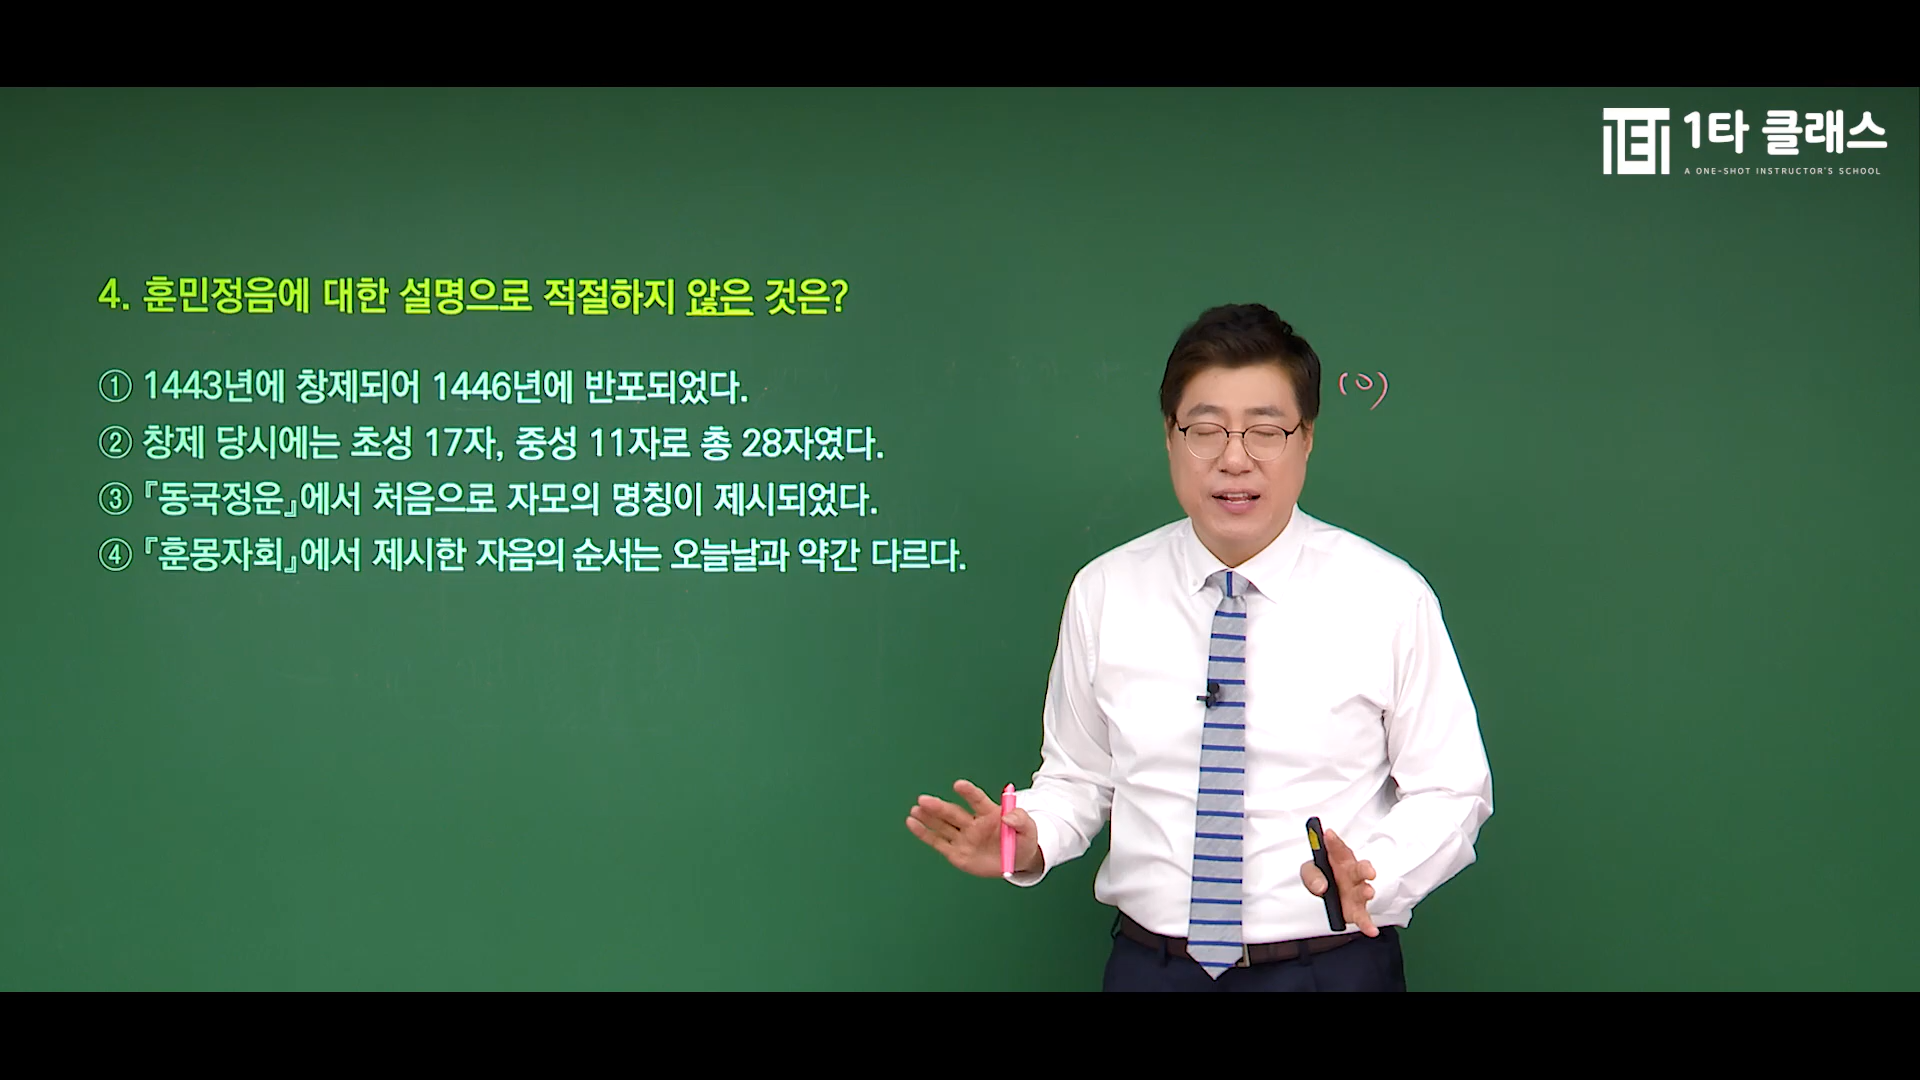 1타 클래스
A ONE-SHOT INSTRUCTOR'S SCHOOL
4. 훈민정음에 대한 설명으로 적절하지 않은 것은?
① 1443년에 창제되어 1446년에 반포되었다.
(ㅇ)
② 창제 당시에는 초성 17자, 중성 11자로 총 28자였다.
③ 『동국정운』에서 처음으로 자모의 명칭이 제시되었다.
④ 『훈몽자회』에서 제시한 자음의 순서는 오늘날과 약간 다르다.